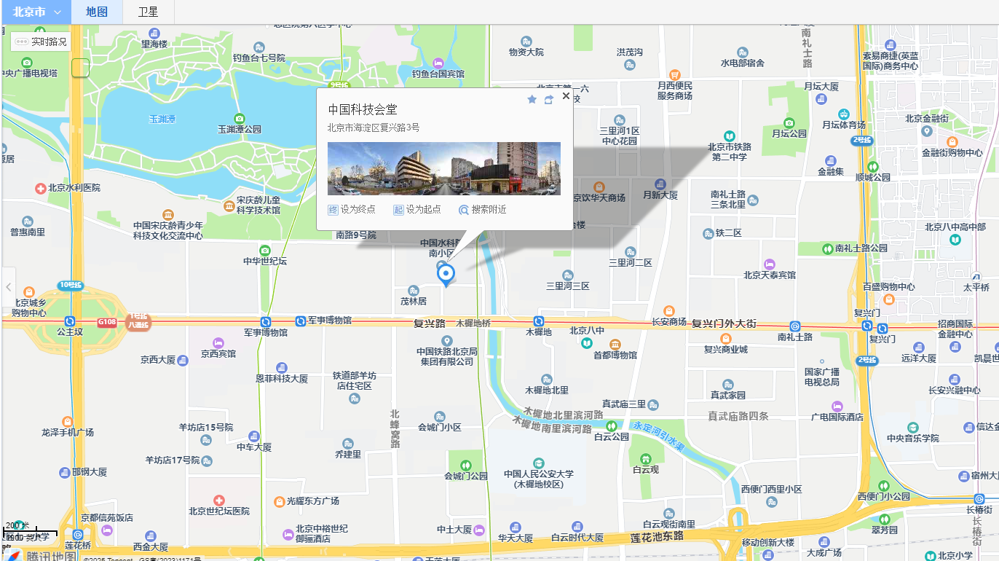 北京市
地图
卫星
实时路况
望海楼
钓鱼台七号院
钓鱼台国宾馆
物资大院
洪茂沟
水电部宿舍
南礼士路
索易商捷(英蓝
国际)商务中心
中央广播电视塔
月西便民
服务商场
月坛大厦
9号线
玉渊潭
玉渊潭公园
中国科技会堂
北京市海淀区复兴路3号
设为终点
设为起点
搜索附近
三里河1区
中心花园
月坛公园
月坛体育场
北京金融街
2号线
北京市铁路
第二中学
金融街购物中心
金融集
顺城公园
北京水利医院
宋庆龄儿童
科学技术馆
京饮华天商场
月新大厦
南礼士路
三条北里
普惠南里
中国宋庆龄青少年
科技文化交流中心
南路9号院
中国水科院
南小区
铁二区
北京八中高中部
中华世纪坛
三里河二区
南礼士路公园
北京天泰宾馆
三里河三区
百盛购物中心
太平桥
10号线
北京城乡
购物中心
茂林居
G108
1号线
八通线
公主坟
军事博物馆
军事博物馆
复兴路
木樨地桥
木樨地
北京八中
长安商场
复兴门外大街
南礼士路
复兴门
复兴门
招商国际
金融中心
京西宾馆
京西大厦
中国铁路北京局
集团有限公司
首都博物馆
复兴商业城
2号线
远洋大厦
凯晨世
恩菲科技大厦
铁道部羊坊
店住宅区
国家广播
电视总局
木樨地北里
真武家园
长安兴融中心
真武庙三里
木樨地北里滨河路
木樨地南里滨河路
真武庙路四条
广电国际酒店
北蜂窝路
会城门小区
永定河引水渠
白云公园
龙泽手机广场
羊坊店15号院
中车大厦
乔建里
中央音乐学院
信达金
羊坊店17号院
白云观
邯钢大厦
会城门公园
中国人民公安大学
(木樨地校区)
宿州大厦
西便门西里小区
西便门小公园
北京世纪坛医院
光耀东方广场
长椿街
长椿街
京都信苑饭店
北京中裕世纪
御骊酒店
中土大厦
华天大厦
白云时代大厦
白云观街南里
莲花池东路
翠芳园
200 米
莲花桥
西金大厦
移动创新大楼
大成广场
北京小学
腾讯地图